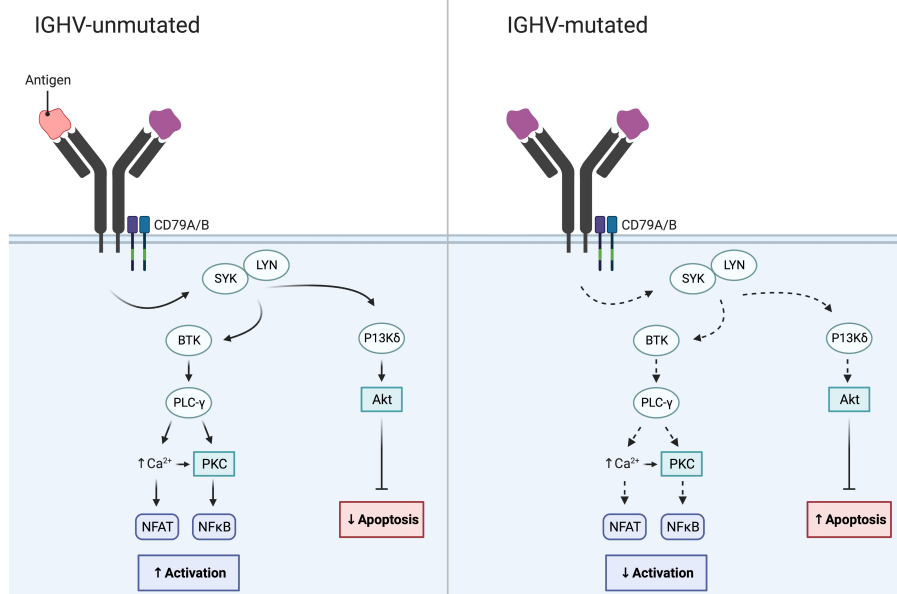 IGHV-unmutated
Antigen
CD79A/B
SYK
LYN
BTK
P13Kδ
PLC-γ
Akt
↑Ca²⁺
PKC
NFAT
NFκB
↓Apoptosis
↑Activation
IGHV-mutated
CD79A/B
SYK
LYN
BTK
P13Kδ
PLC-γ
Akt
↑Ca²⁺
PKC
NFAT
NFκB
↑Apoptosis
↓Activation